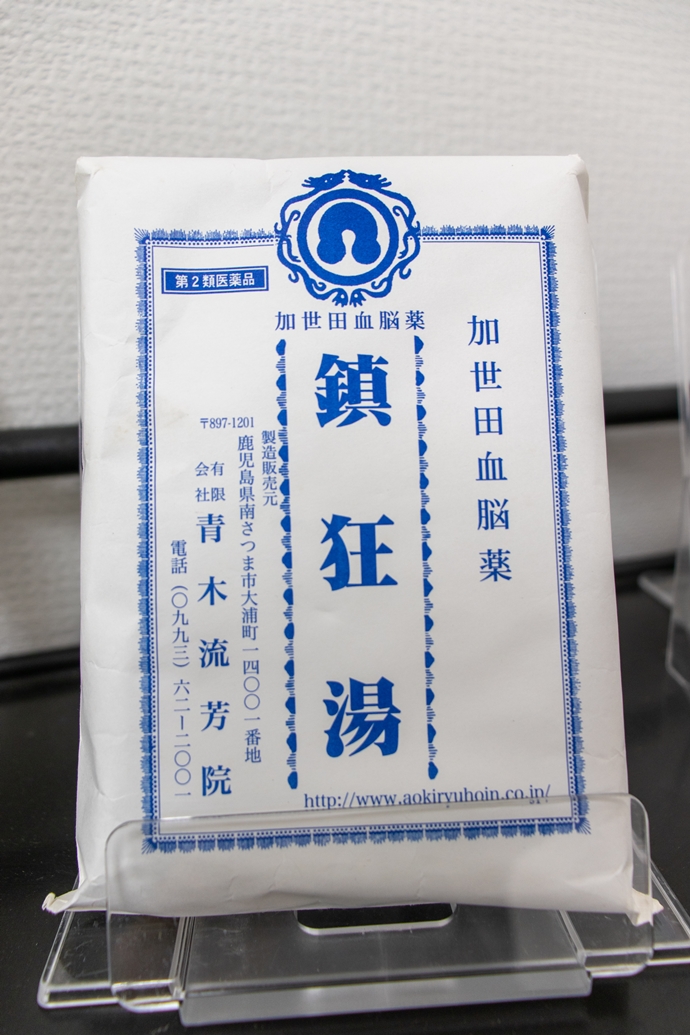 第2類医薬品
加世田血脳薬
加世田血脳薬
鎮狂湯
製造販売元
〒897-1201
鹿児島県南さつま市大浦町一四〇〇一番地
有限会社
青木流芳院
電話(〇九九三)六二ー二〇〇一
http://www.aokiryuhoin.co.jp/